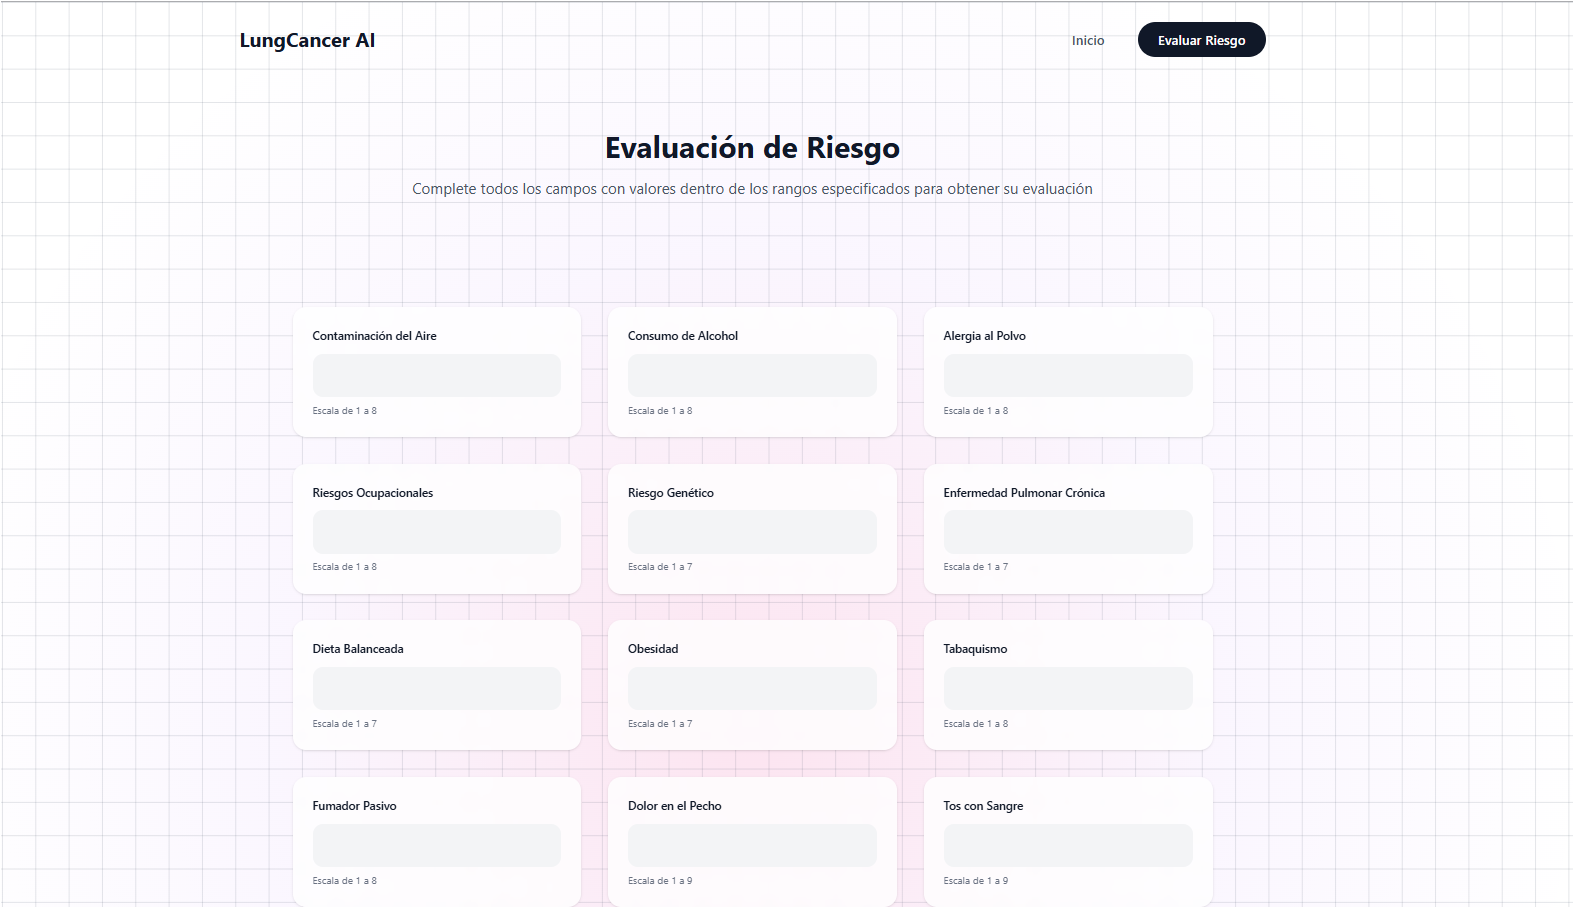 LungCancer AI
Inicio
Evaluar Riesgo
Evaluación de Riesgo
Complete todos los campos con valores dentro de los rangos especificados para obtener su evaluación
Contaminación del Aire
Escala de 1 a 8
Consumo de Alcohol
Escala de 1 a 8
Alergia al Polvo
Escala de 1 a 8
Riesgos Ocupacionales
Escala de 1 a 8
Riesgo Genético
Escala de 1 a 7
Enfermedad Pulmonar Crónica
Escala de 1 a 7
Dieta Balanceada
Escala de 1 a 7
Obesidad
Escala de 1 a 7
Tabaquismo
Escala de 1 a 8
Fumador Pasivo
Escala de 1 a 8
Dolor en el Pecho
Escala de 1 a 9
Tos con Sangre
Escala de 1 a 9